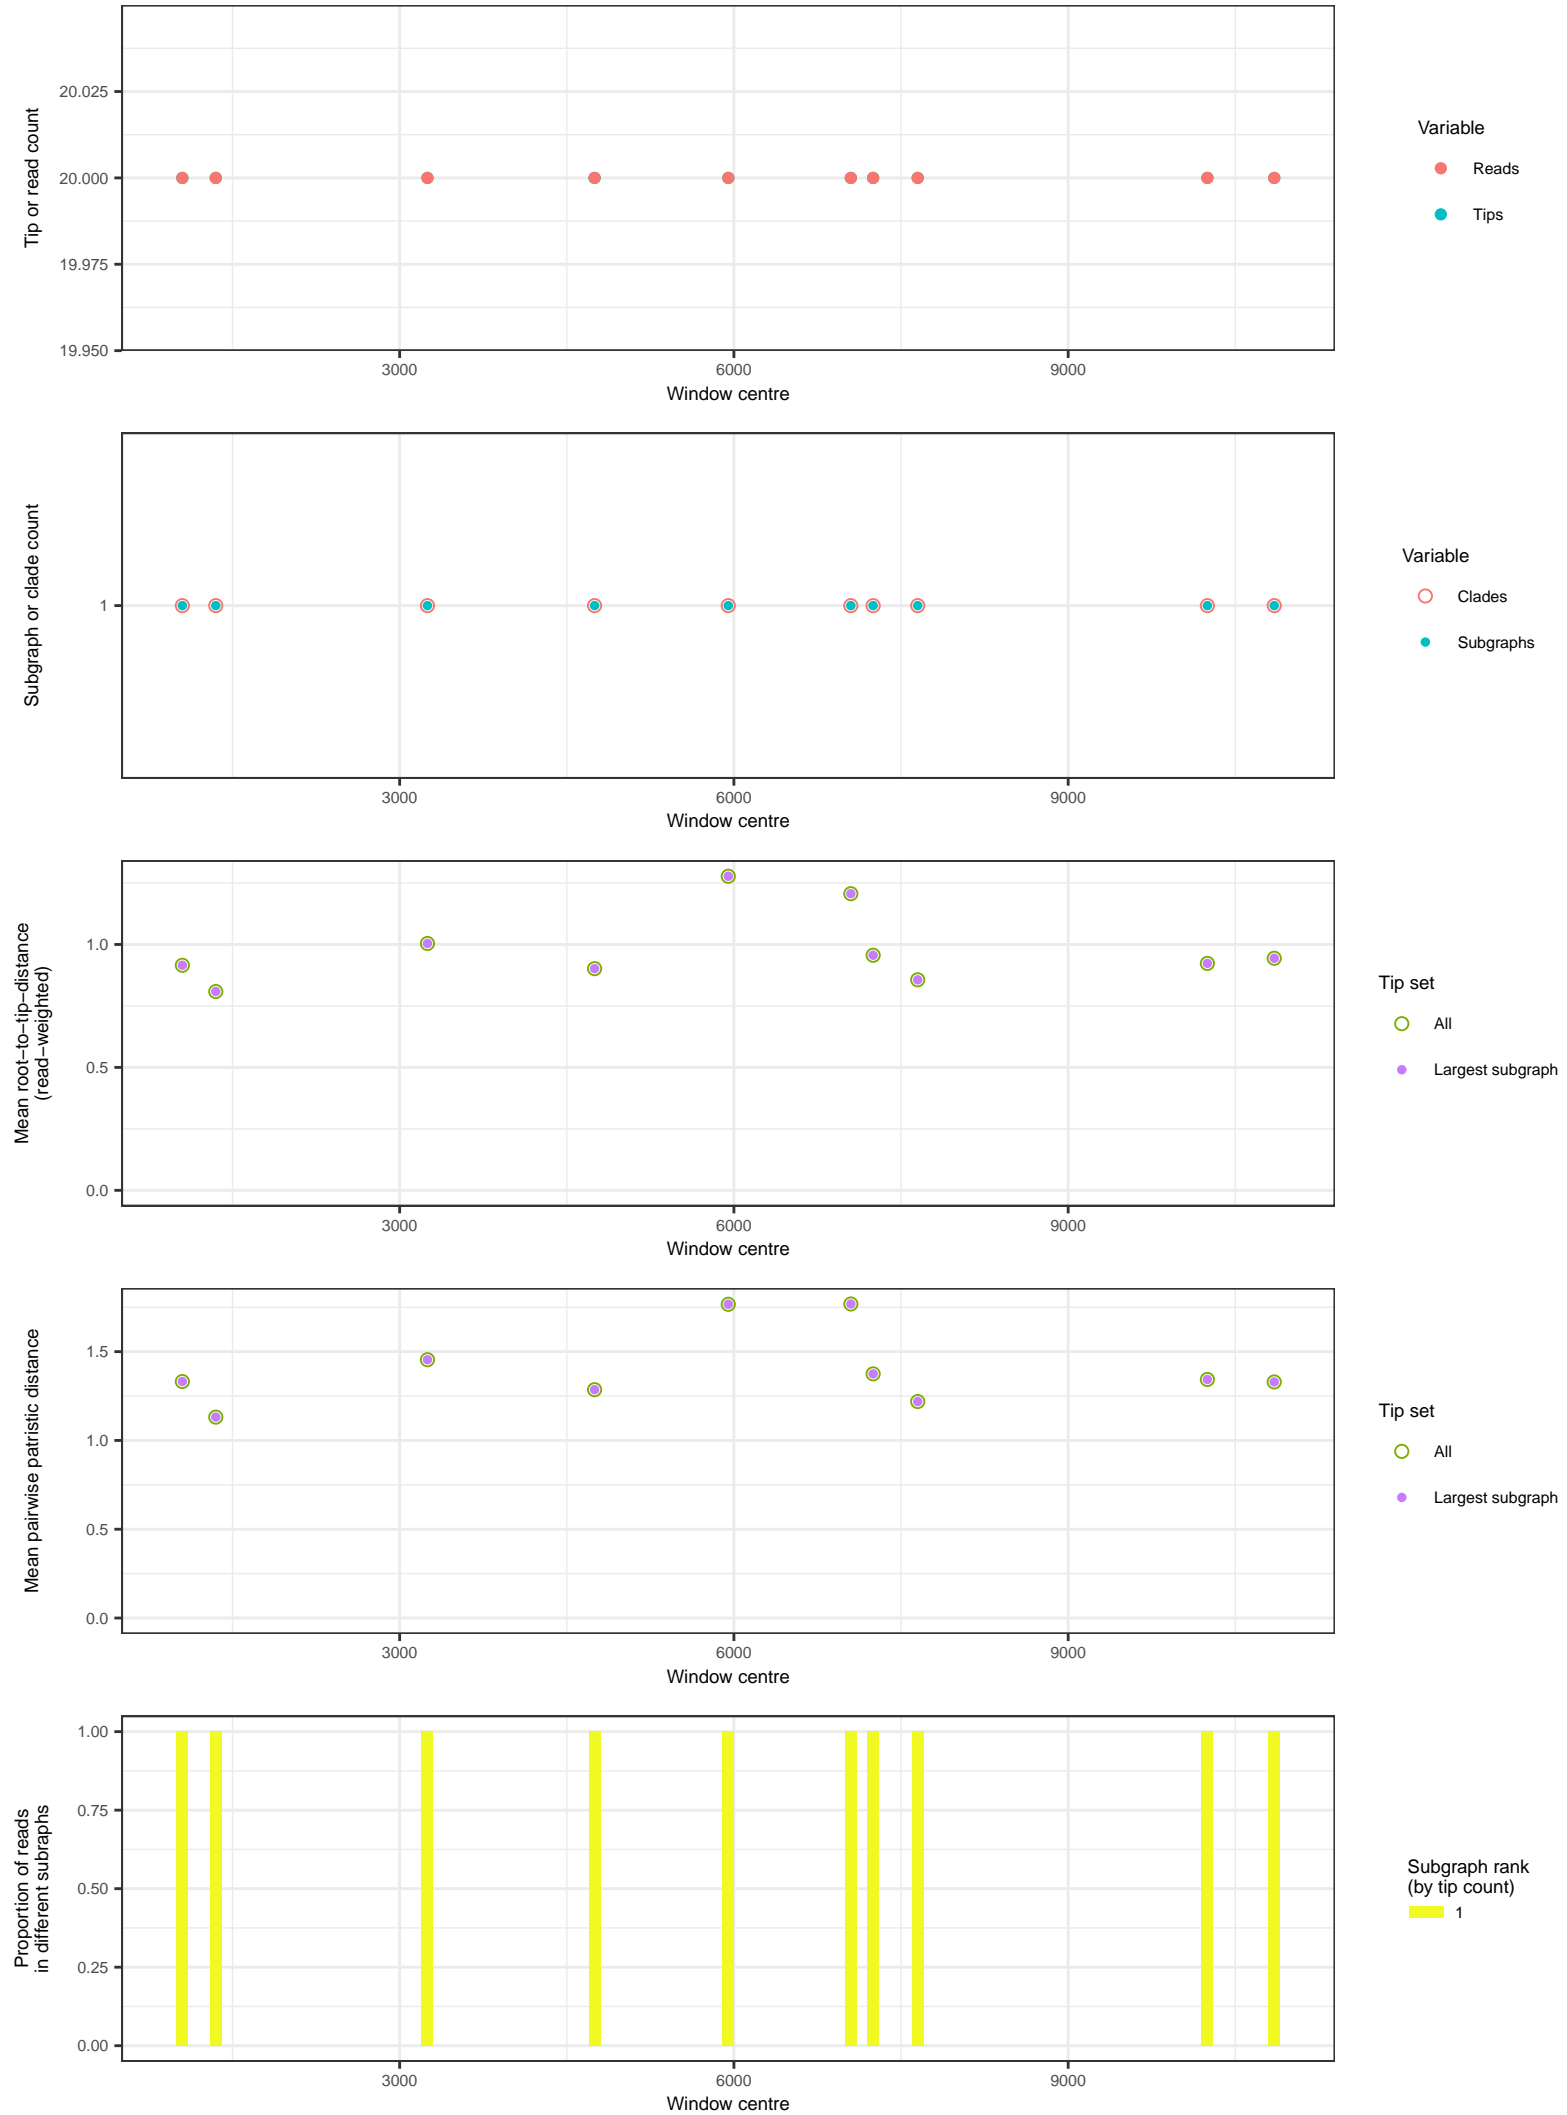 20.025
20.000
19.975
19.950
Tip or read count
3000 6000 9000
Window centre
Variable
Reads
Tips
1
Subgraph or clade count
3000 6000 9000
Window centre
Variable
Clades
Subgraphs
1.0
0.5
0.0
Mean root−to−tip−distance
(read−weighted)
3000 6000 9000
Window centre
Tip set
All
Largest subgraph
1.5
1.0
0.5
0.0
Mean pairwise patristic distance
3000 6000 9000
Window centre
Tip set
All
Largest subgraph
1.00
0.75
0.50
0.25
0.00
Proportion of reads
in different subraphs
3000 6000 9000
Window centre
Subgraph rank
(by tip count)
1